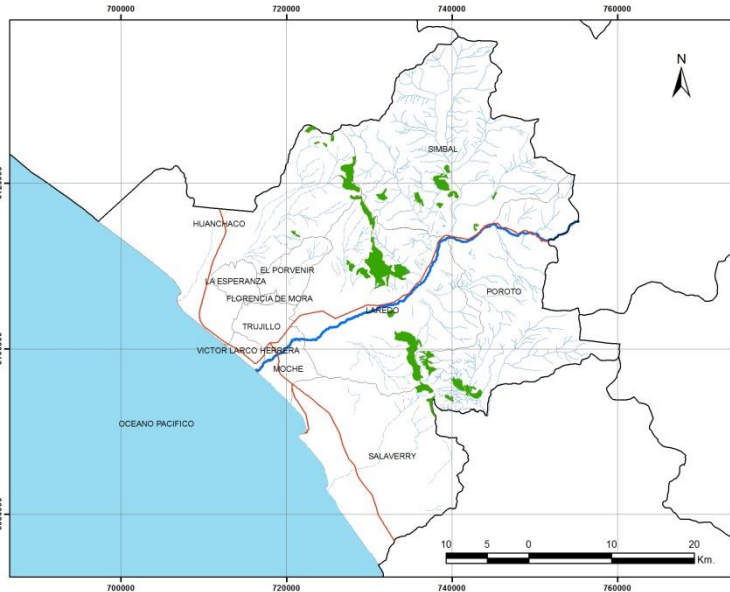 700000 720000 740000 760000
N
SIMBAL
HUANCHACO
EL PORVENIR
LA ESPERANZA
POROTO
FLORENCIA DE MORA
LAREDO
TRUJILLO
VICTOR LARCO HERRERA
MOCHE
OCEANO PACIFICO
SALAVERRY
10 5 0 10 20
Km.
700000 720000 740000 760000